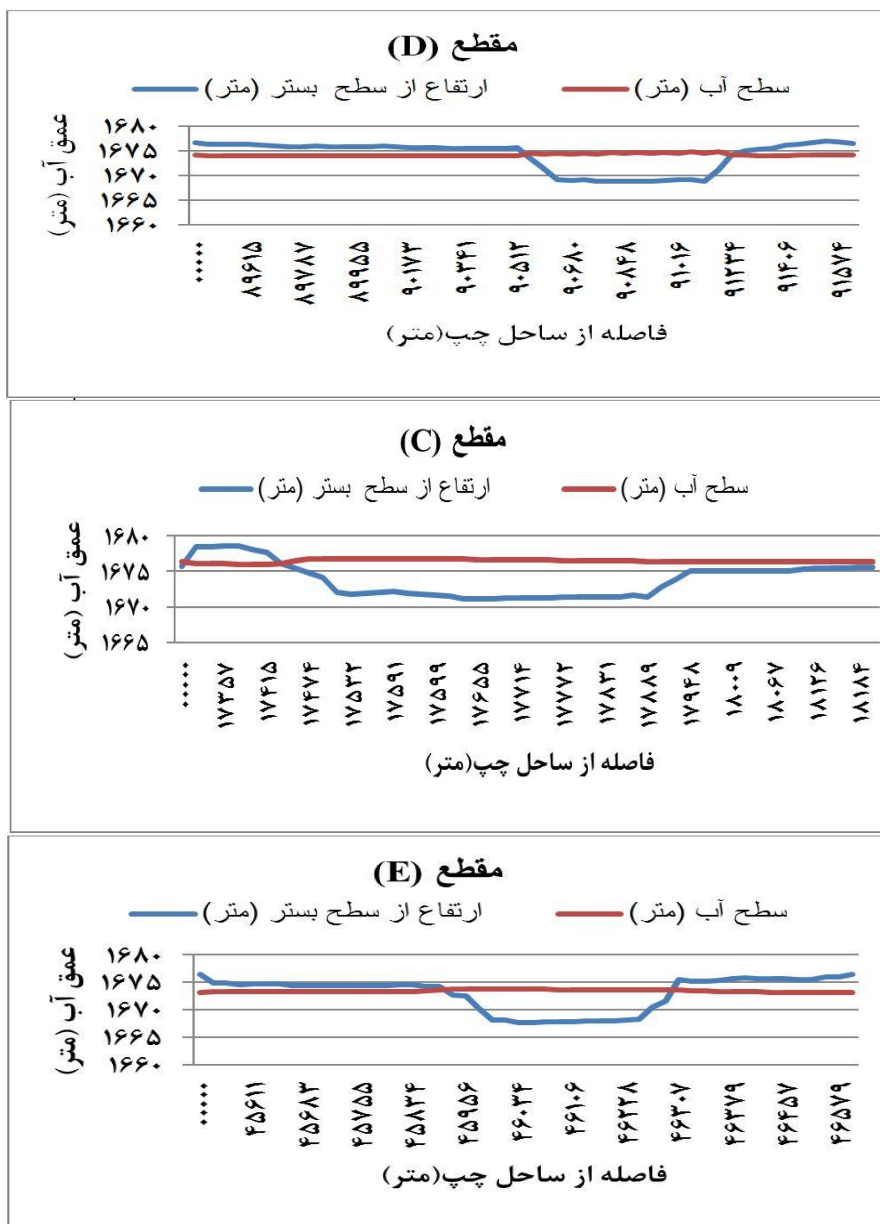 مقطع (D)
ارتفاع از سطح بستر (متر) سطح آب (متر)
عمق آب (متر)
۱۶۸۰
۱۶۷۵
۱۶۷۰
۱۶۶۵
۱۶۶۰
۰۰۰۰۰ ۸۹۶۱۵ ۸۹۷۸۷ ۸۹۹۵۵ ۹۰۱۷۳ ۹۰۳۴۱ ۹۰۵۱۲ ۹۰۶۸۰ ۹۰۸۴۸ ۹۱۰۱۶ ۹۱۲۳۴ ۹۱۴۰۶ ۹۱۵۷۴
فاصله از ساحل چپ(متر)
مقطع (C)
ارتفاع از سطح بستر (متر) سطح آب (متر)
عمق آب (متر)
۱۶۸۰
۱۶۷۵
۱۶۷۰
۱۶۶۵
۰۰۰۰۰ ۱۷۳۵۷ ۱۷۴۱۵ ۱۷۴۷۴ ۱۷۵۳۲ ۱۷۵۹۱ ۱۷۵۹۹ ۱۷۶۵۵ ۱۷۷۱۴ ۱۷۷۷۲ ۱۷۸۳۱ ۱۷۸۸۹ ۱۷۹۴۸ ۱۸۰۰۹ ۱۸۰۶۷ ۱۸۱۲۶ ۱۸۱۸۴
فاصله از ساحل چپ(متر)
مقطع (E)
ارتفاع از سطح بستر (متر) سطح آب (متر)
عمق آب (متر)
۱۶۸۰
۱۶۷۵
۱۶۷۰
۱۶۶۵
۱۶۶۰
۰۰۰۰۰ ۴۵۶۱۱ ۴۵۶۸۳ ۴۵۷۵۵ ۴۵۸۳۴ ۴۵۹۵۶ ۴۶۰۳۴ ۴۶۱۰۶ ۴۶۲۲۸ ۴۶۳۰۷ ۴۶۳۷۹ ۴۶۴۵۷ ۴۶۵۷۹
فاصله از ساحل چپ(متر)